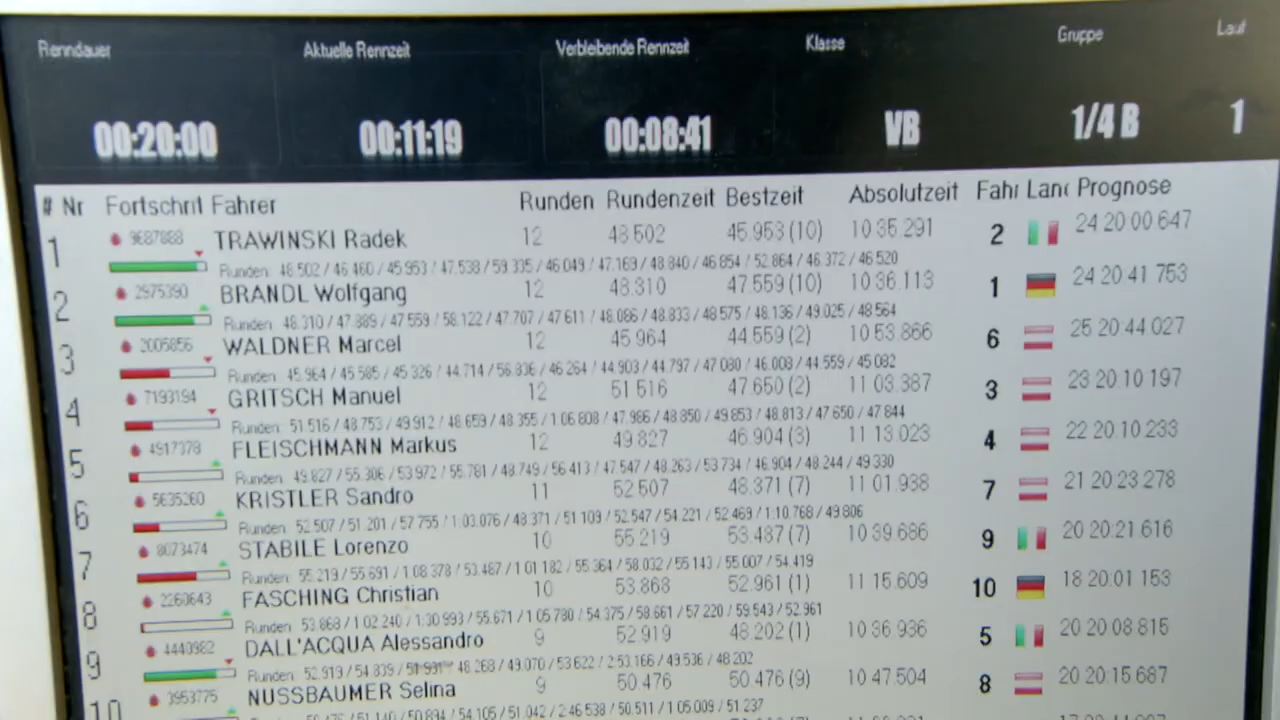 Renndauer Aktuelle Rennzeit Verbleibende Rennzeit Klasse Gruppe Lauf
00:20:00 00:11:19 00:08:41 VB 1/4 B 1
# Nr Fortschrit Fahrer Runden Rundenzeit Bestzeit Absolutzeit Fahr Lanc Prognose
1 9687888 TRAWINSKI Radek 12 48.502 45.953 (10) 10 35.291 2 24 20 00 647
Runden: 48.502 / 46 460 / 45 953 / 47.538 / 59 335 / 46 049 / 47.169 / 48.840 / 46 854 / 52.864 / 46.372 / 46 520
2 2975390 BRANDL Wolfgang 12 48.310 47.559 (10) 10 36.113 1 24 20 41 753
Runden: 48.310 / 47.889 / 47 559 / 58.122 / 47.707 / 47 611 / 48.086 / 48.833 / 48 575 / 48.136 / 49.025 / 48 564
3 2005856 WALDNER Marcel 12 45.964 44.559 (2) 10 53.866 6 25 20:44 027
Runden: 45.964 / 45 585 / 45 326 / 44.714 / 56.836 / 46 264 / 44 903 / 44.797 / 47 080 / 46.008 / 44.559 / 45 082
4 7193194 GRITSCH Manuel 12 51 516 47.650 (2) 11 03.387 3 23 20.10 197
Runden: 51 516 / 48 753 / 49 912 / 48 659 / 48 355 / 1 06 808 / 47 986 / 48 850 / 49 853 / 48.813 / 47 650 / 47 844
5 4917378 FLEISCHMANN Markus 12 49 827 46.904 (3) 11 13 023 4 22 20 10.233
Runden: 49.827 / 55.306 / 53 972 / 55.781 / 48.749 / 56 413 / 47 547 / 48.263 / 53 734 / 46 904 / 48 244 / 49 330
6 5635260 KRISTLER Sandro 11 52 507 48.371 (7) 11 01.938 7 21 20:23 278
Runden: 52 507 / 51 201 / 57 755 / 1:03.076 / 48 371 / 51 109 / 52.547 / 54 221 / 52 469 / 1:10.768 / 49.806
7 8073474 STABILE Lorenzo 10 55.219 53.487 (7) 10 39 686 9 20 20:21 616
Runden: 55 219 / 55 691 / 1 08 378 / 53.487 / 1 01 182 / 55 364 / 58 032 / 55 143 / 55 007 / 54.419
8 2260643 FASCHING Christian 10 53.868 52.961 (1) 11 15.609 10 18 20:01 153
Runden: 53 868 / 1 02 240 / 1:30 993 / 55.671 / 1 05 780 / 54 375 / 58 661 / 57 220 / 59.543 / 52 961
9 4440982 DALL'ACQUA Alessandro 9 52.919 48.202 (1) 10 36 936 5 20 20 08 815
Runden: 52.919 / 54 839 / 48 268 / 49 070 / 53 622 / 2 53.166 / 49 536 / 48 202
10 3953775 NUSSBAUMER Selina 9 50.476 50.476 (9) 10 47.504 8 20 20:15 687